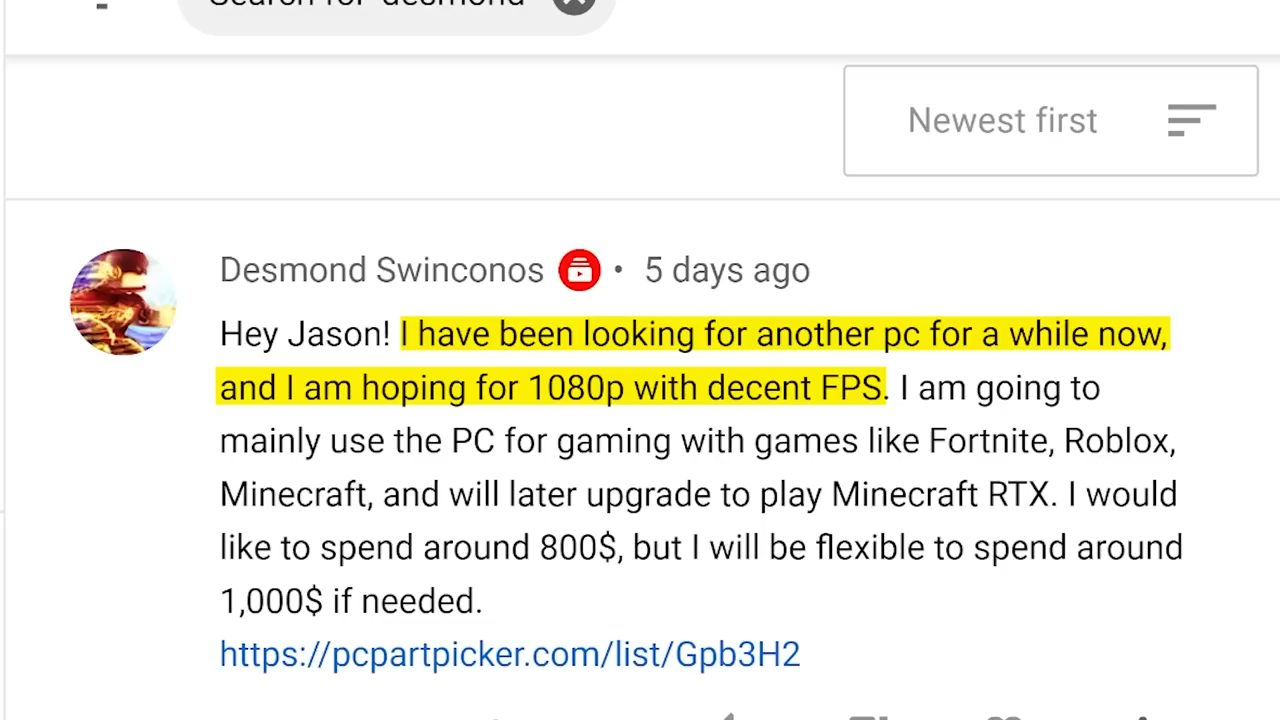 Search for 'desmond'
Newest first
Desmond Swinconos • 5 days ago
Hey Jason! I have been looking for another pc for a while now,
and I am hoping for 1080p with decent FPS. I am going to
mainly use the PC for gaming with games like Fortnite, Roblox,
Minecraft, and will later upgrade to play Minecraft RTX. I would
like to spend around 800$, but I will be flexible to spend around
1,000$ if needed.
https://pcpartpicker.com/list/Gpb3H2